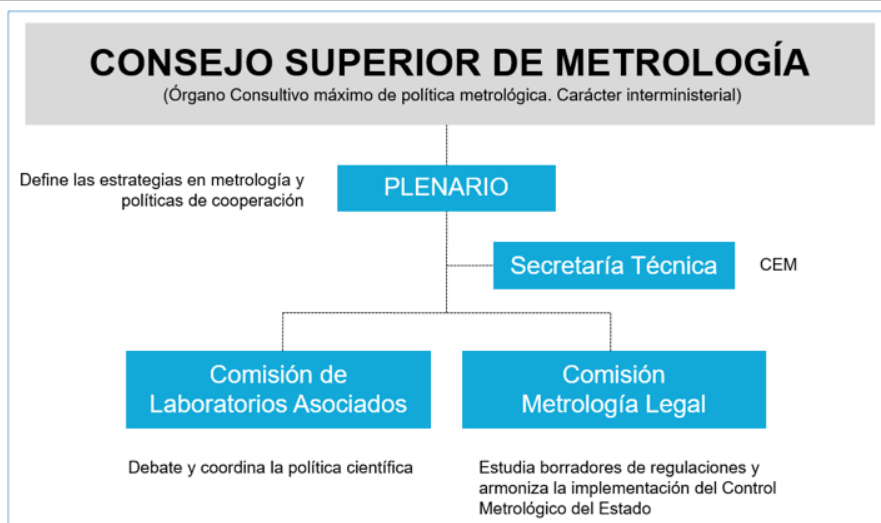 CONSEJO SUPERIOR DE METROLOGÍA
(Órgano Consultivo máximo de política metrológica. Carácter interministerial)
Define las estrategias en metrología y
políticas de cooperación
PLENARIO
Secretaría Técnica
CEM
Comisión de
Laboratorios Asociados
Comisión
Metrología Legal
Debate y coordina la política científica
Estudia borradores de regulaciones y
armoniza la implementación del Control
Metrológico del Estado